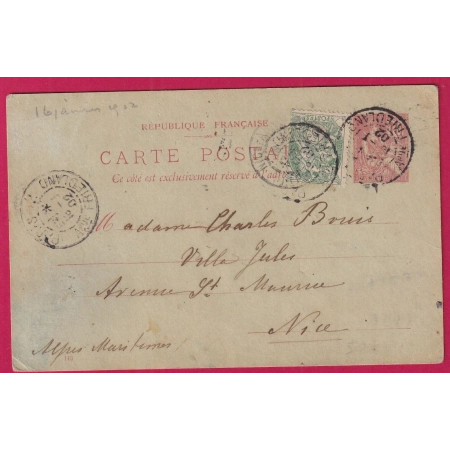 RÉPUBLIQUE FRANÇAISE
CARTE POSTALE
Ce côté est exclusivement réservé à l'adresse
Madame Charles Bouis
Villa Jules
Avenue St Maurice
Nice
Alpes Maritimes